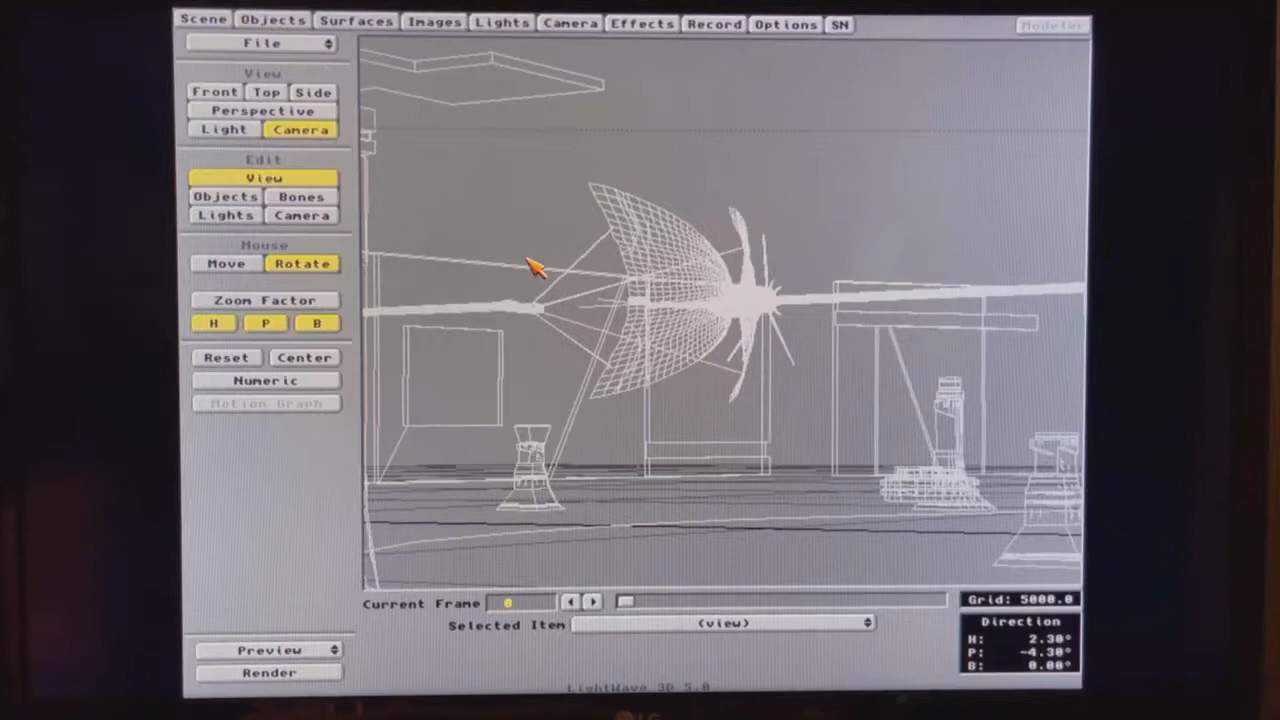 Scene Objects Surfaces Images Lights Camera Effects Record Options SN Modeler
File
View
Front Top Side
Perspective
Light Camera
Edit
View
Objects Bones
Lights Camera
Mouse
Move Rotate
Zoom Factor
H P B
Reset Center
Numeric
Motion Graph
Current Frame 0
Grid: 5000.0
Selected Item (view)
Direction
H: 2.30°
P: -4.30°
B: 0.00°
Preview
Render
LightWave 3D 5.0